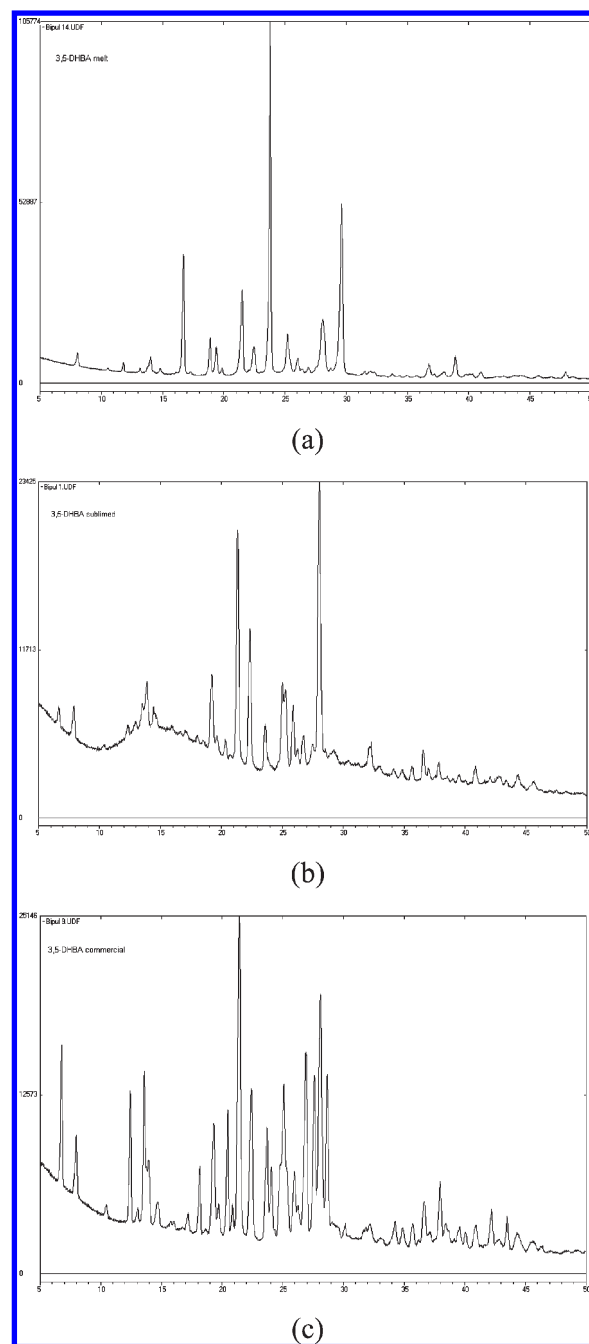 105774
- Bipul 14.UDF
3,5-DHBA melt
52887
0
5 10 15 20 25 30 35 40 45 50
(a)
23425
- Bipul 1.UDF
3,5-DHBA sublimed
11713
0
5 10 15 20 25 30 35 40 45 50
(b)
25146
- Bipul 9.UDF
3,5-DHBA commercial
12573
0
5 10 15 20 25 30 35 40 45 50
(c)